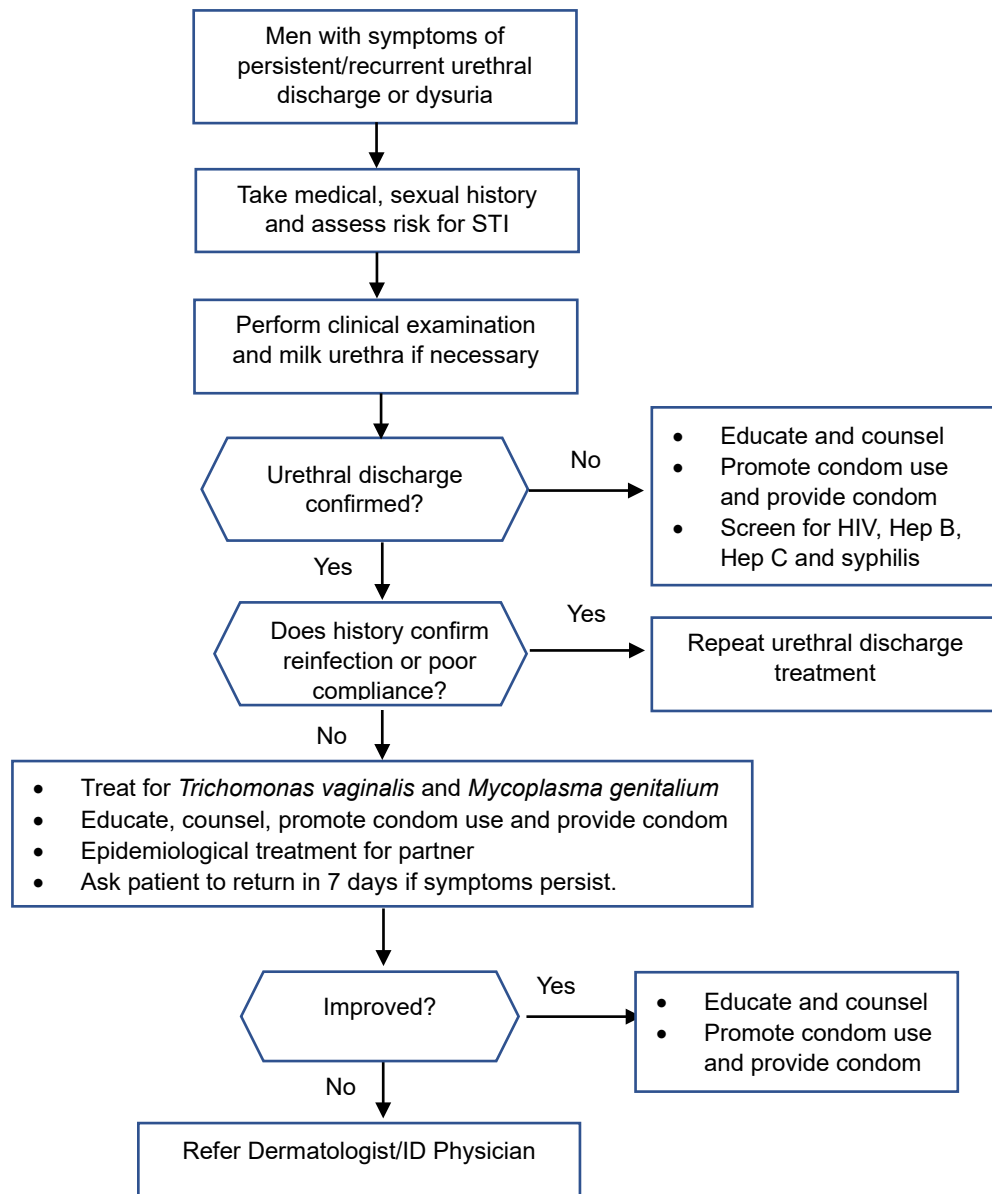 Men with symptoms of
persistent/recurrent urethral
discharge or dysuria
Take medical, sexual history
and assess risk for STI
Perform clinical examination
and milk urethra if necessary
Urethral discharge
confirmed?
No
• Educate and counsel
• Promote condom use
and provide condom
• Screen for HIV, Hep B,
Hep C and syphilis
Yes
Does history confirm
reinfection or poor
compliance?
Yes
Repeat urethral discharge
treatment
No
• Treat for Trichomonas vaginalis and Mycoplasma genitalium
• Educate, counsel, promote condom use and provide condom
• Epidemiological treatment for partner
• Ask patient to return in 7 days if symptoms persist.
Improved?
Yes
• Educate and counsel
• Promote condom use
and provide condom
No
Refer Dermatologist/ID Physician